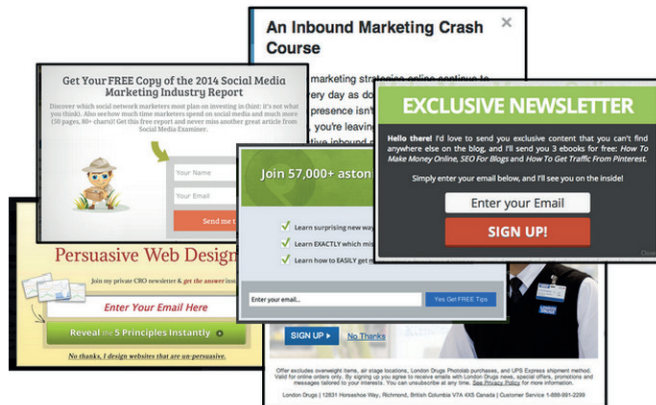 An Inbound Marketing Crash
Course
marketing strategies online continue to
every day as do
presence isn't
, you're leaving
Get Your FREE Copy of the 2014 Social Media
Marketing Industry Report
Discover which social network marketers most plan on investing in (hint: it's not what
you think). Also see how much time marketers spend on social media and much more
(50 pages, 80+ charts)! Get this free report and never miss another great article from
Social Media Examiner.
Your Name
Your Email
Send me t
EXCLUSIVE NEWSLETTER
Hello there! I'd love to send you exclusive content that you can't find
anywhere else on the blog, and I'll send you 3 ebooks for free: How To
Make Money Online, SEO For Blogs and How To Get Traffic From Pinterest.
Simply enter your email below, and I'll see you on the inside!
Enter your Email
SIGN UP!
Join 57,000+ aston
Learn surprising new way
Learn EXACTLY which mis
Learn how to EASILY get m
Enter your email...
Yes Get FREE Tips
Persuasive Web Design
Join my private CRO newsletter & get the answer inst
Enter Your Email Here
Reveal the 5 Principles Instantly
No thanks, I design websites that are un-persuasive.
SIGN UP
No Thanks
Offer excludes overweight items, air stage locations, London Drugs Photolab purchases, and UPS Express shipment method.
Valid for online orders only. By signing up you agree to receive emails with London Drugs news, special offers, promotions and
messages tailored to your interests. You can unsubscribe at any time. See Privacy Policy for more information.
London Drugs | 12831 Horseshoe Way, Richmond, British Columbia V7A 4X5 Canada | Customer Service 1-888-991-2299